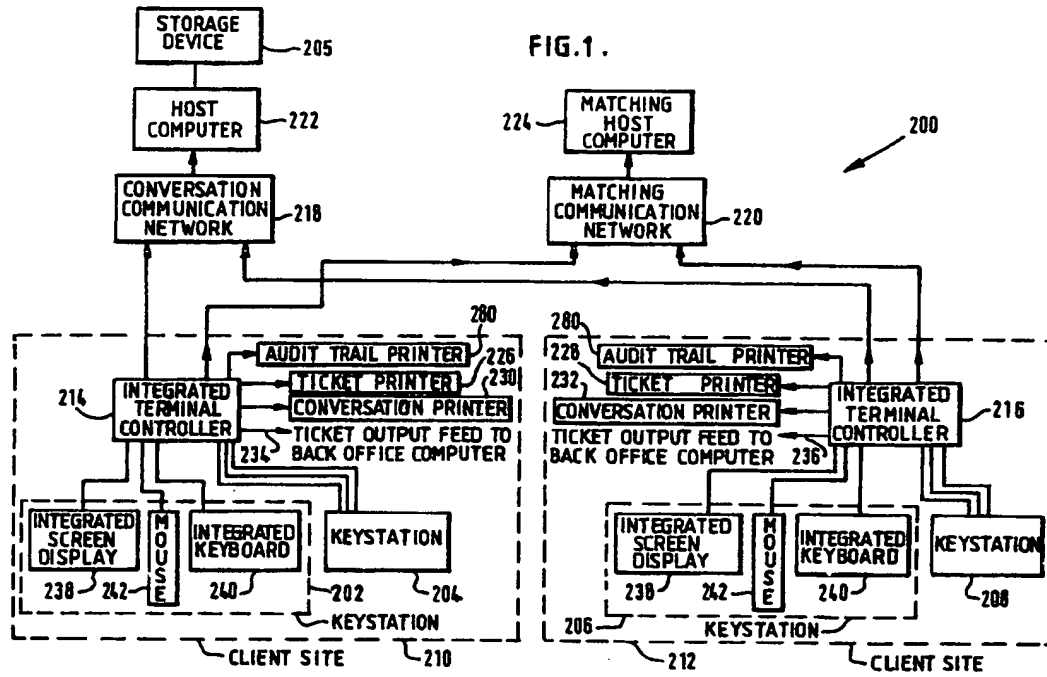 STORAGE
DEVICE
205
FIG.1.
HOST
COMPUTER
222
224
MATCHING
HOST
COMPUTER
200
CONVERSATION
COMMUNICATION
NETWORK
218
MATCHING
COMMUNICATION
NETWORK
220
280
AUDIT TRAIL PRINTER
226
TICKET PRINTER
230
CONVERSATION PRINTER
214
INTEGRATED
TERMINAL
CONTROLLER
234
TICKET OUTPUT FEED TO
BACK OFFICE COMPUTER
INTEGRATED
SCREEN
DISPLAY
238
MOUSE
242
INTEGRATED
KEYBOARD
240
202
KEYSTATION
KEYSTATION
204
CLIENT SITE
210
280
AUDIT TRAIL PRINTER
228
TICKET PRINTER
232
CONVERSATION PRINTER
INTEGRATED
TERMINAL
CONTROLLER
216
TICKET OUTPUT FEED TO
BACK OFFICE COMPUTER
236
INTEGRATED
SCREEN
DISPLAY
238
MOUSE
242
INTEGRATED
KEYBOARD
240
KEYSTATION
208
206
KEYSTATION
212
CLIENT SITE